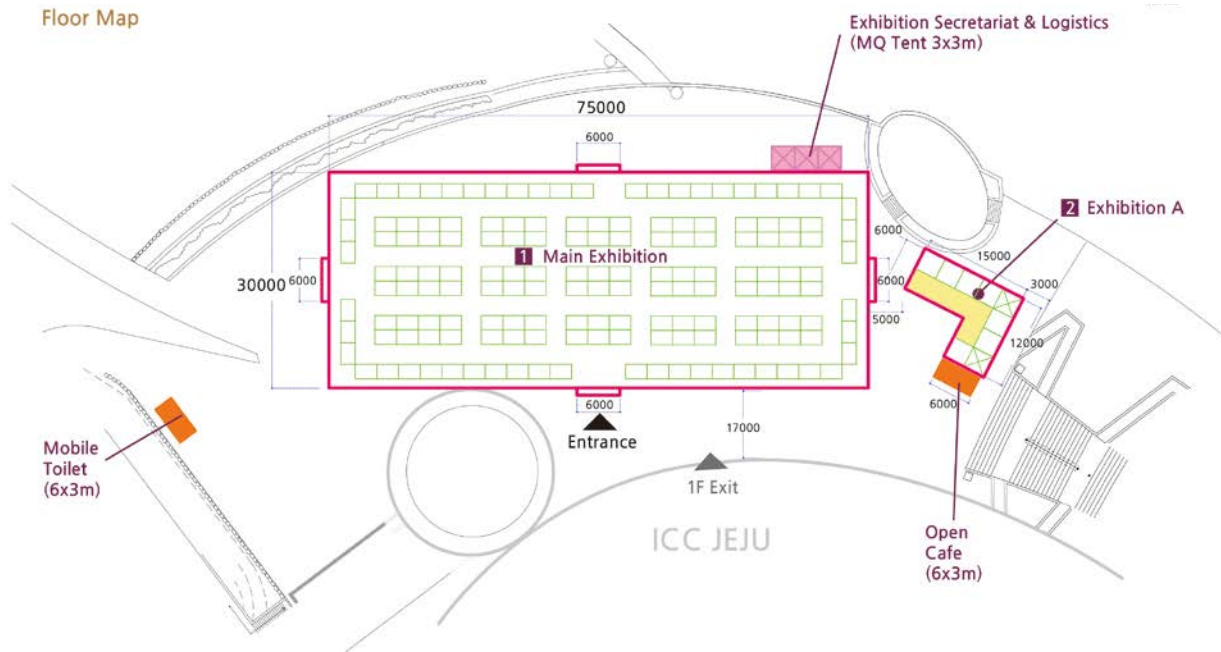 Floor Map
Exhibition Secretariat & Logistics
(MQ Tent 3x3m)
75000
6000
2 Exhibition A
6000
15000
1 Main Exhibition
30000
6000
6000
3000
5000
12000
6000
6000
Entrance
17000
Mobile
Toilet
(6x3m)
1F Exit
ICC JEJU
Open
Cafe
(6x3m)